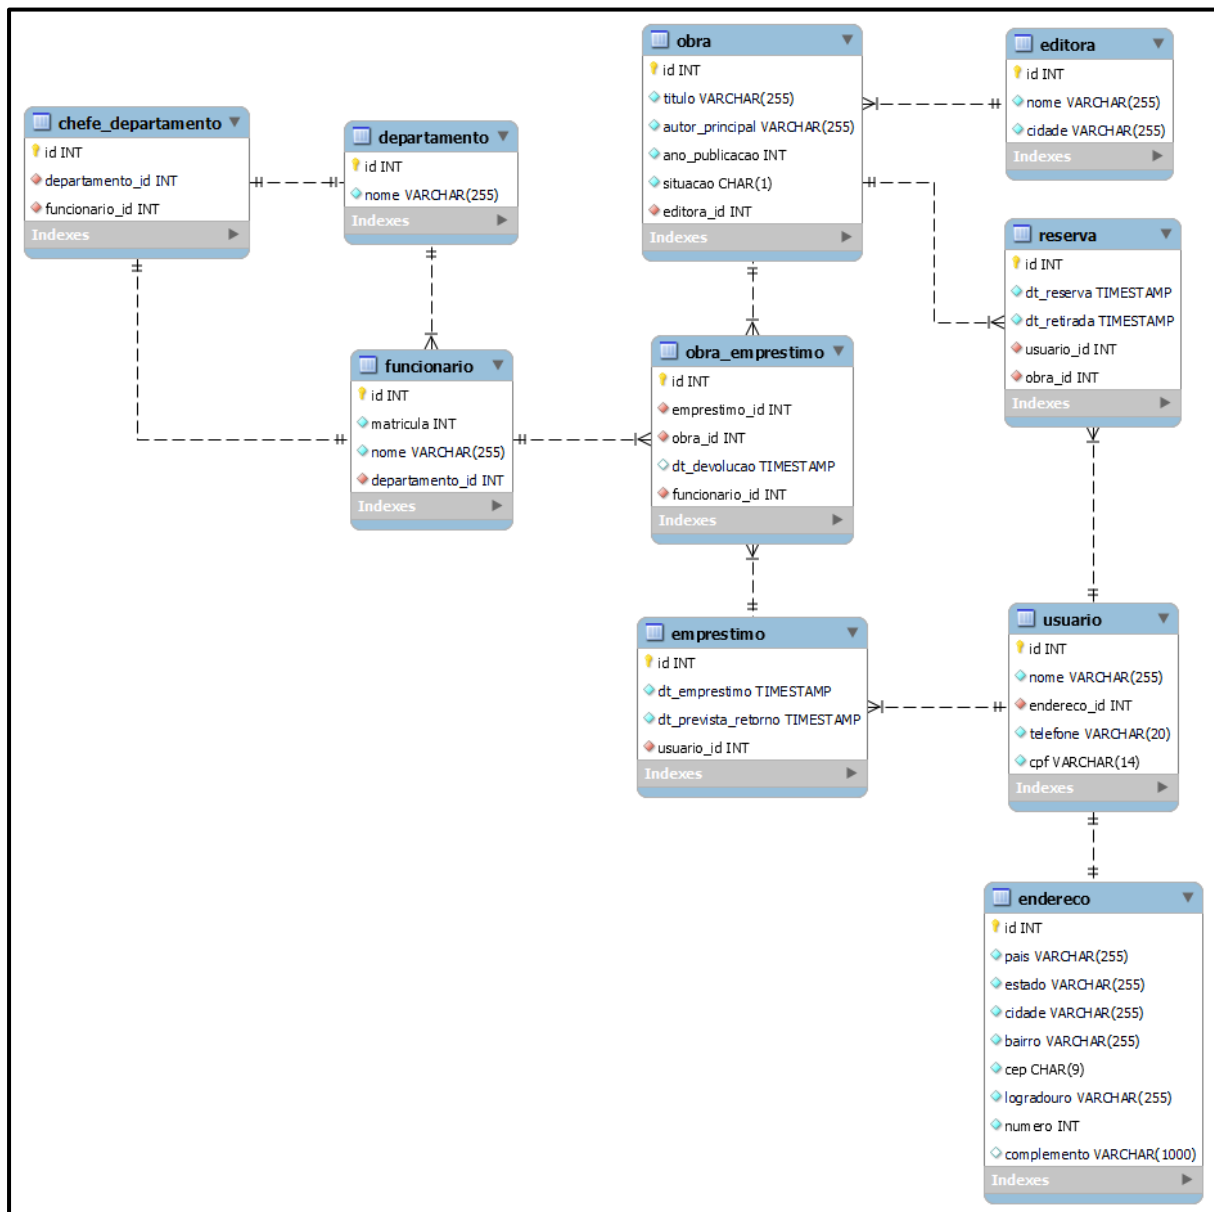 chefe_departamento
id INT
departamento_id INT
funcionario_id INT
Indexes
departamento
id INT
nome VARCHAR(255)
Indexes
obra
id INT
titulo VARCHAR(255)
autor_principal VARCHAR(255)
ano_publicacao INT
situacao CHAR(1)
editora_id INT
Indexes
editora
id INT
nome VARCHAR(255)
cidade VARCHAR(255)
Indexes
reserva
id INT
dt_reserva TIMESTAMP
dt_retirada TIMESTAMP
usuario_id INT
obra_id INT
Indexes
funcionario
id INT
matricula INT
nome VARCHAR(255)
departamento_id INT
Indexes
obra_emprestimo
id INT
emprestimo_id INT
obra_id INT
dt_devolucao TIMESTAMP
funcionario_id INT
Indexes
emprestimo
id INT
dt_emprestimo TIMESTAMP
dt_prevista_retorno TIMESTAMP
usuario_id INT
Indexes
usuario
id INT
nome VARCHAR(255)
endereco_id INT
telefone VARCHAR(20)
cpf VARCHAR(14)
Indexes
endereco
id INT
pais VARCHAR(255)
estado VARCHAR(255)
cidade VARCHAR(255)
bairro VARCHAR(255)
cep CHAR(9)
logradouro VARCHAR(255)
numero INT
complemento VARCHAR(1000)
Indexes